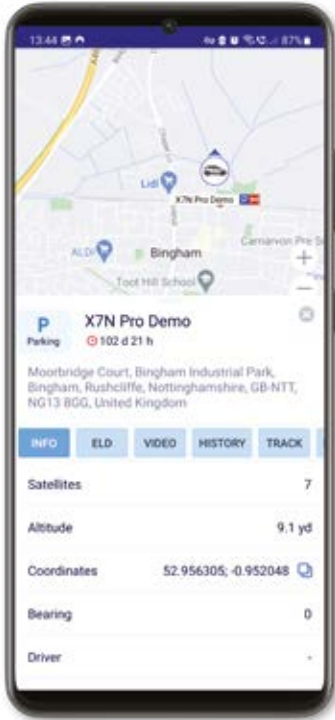 13:44
87%
Lidl
X7N Pro Demo
ALDI
Bingham
Carnarvon Pre S
Toot Hill School
+
−
P
Parking
X7N Pro Demo
102 d 21 h
Moorbridge Court, Bingham Industrial Park,
Bingham, Rushcliffe, Nottinghamshire, GB-NTT,
NG13 8GG, United Kingdom
INFO ELD VIDEO HISTORY TRACK
Satellites 7
Altitude 9.1 yd
Coordinates 52.956305; -0.952048
Bearing 0
Driver -